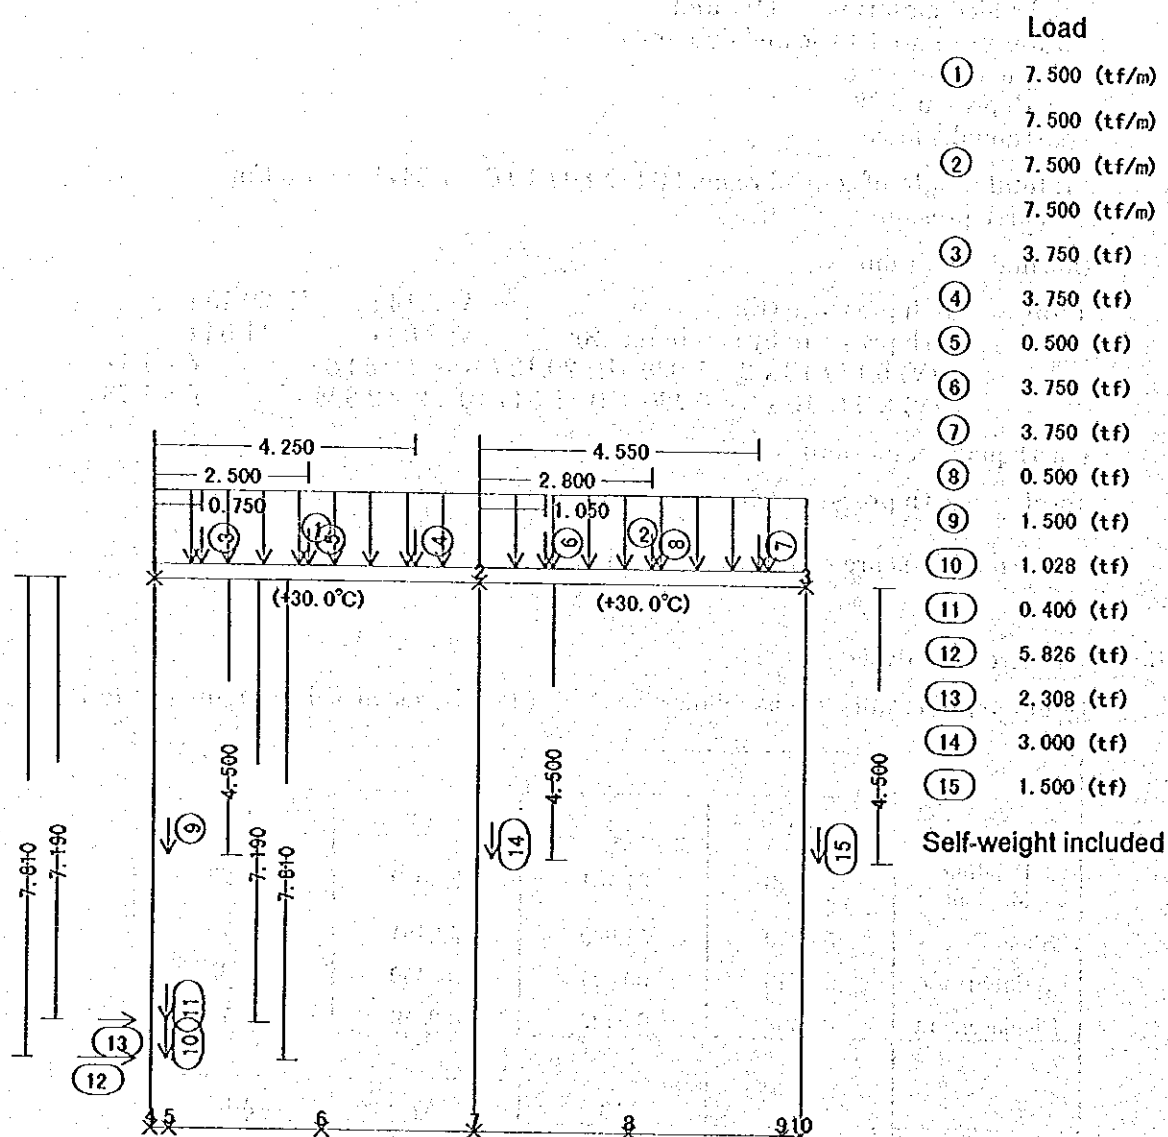 Load
① 7.500 (tf/m)
7.500 (tf/m)
② 7.500 (tf/m)
7.500 (tf/m)
③ 3.750 (tf)
④ 3.750 (tf)
⑤ 0.500 (tf)
⑥ 3.750 (tf)
⑦ 3.750 (tf)
⑧ 0.500 (tf)
⑨ 1.500 (tf)
⑩ 1.028 (tf)
⑪ 0.400 (tf)
⑫ 5.826 (tf)
⑬ 2.308 (tf)
⑭ 3.000 (tf)
⑮ 1.500 (tf)
Self-weight included
4.250
4.550
2.500
2.800
0.750
1.050
③ ① ⑤ ④ ⑥ ② ⑧ ⑦
2 3
(+30.0°C)
(+30.0°C)
4.500
4.500
4.500
⑨
⑭
⑮
7.810
7.190
7.190
7.810
⑪
⑬
⑩
⑫
4 5 6 7 8 9 10